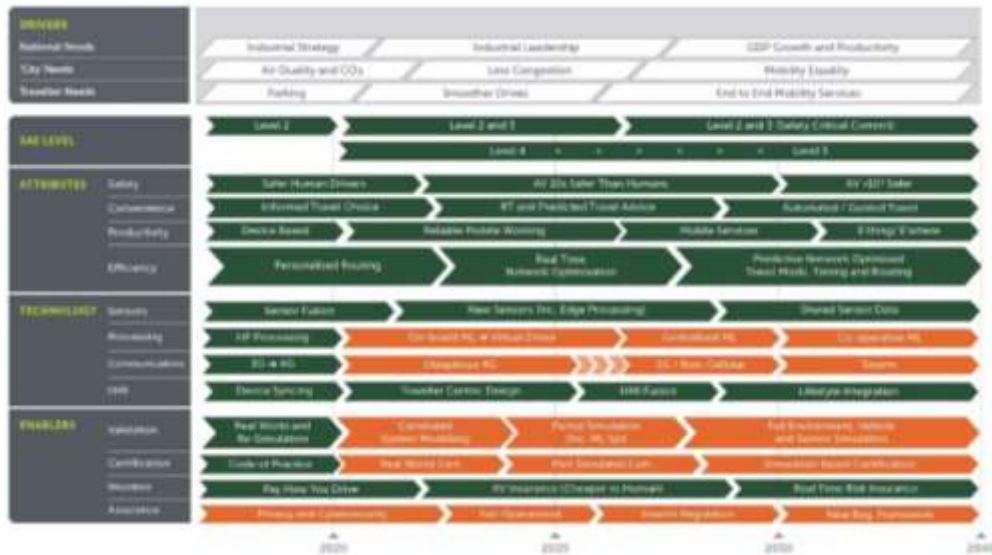 DRIVERS
National Needs
Industrial Strategy
Industrial Leadership
GDP Growth and Productivity
City Needs
Air Quality and CO2s
Less Congestion
Mobility Equality
Traveller Needs
Parking
Smoother Drives
End to End Mobility Services
SAE LEVEL
Level 2
Level 2 and 3
Level 2 and 3 (Safety Critical Content)
Level 4 > > > > > > Level 5
ATTRIBUTES
Safety
Safer Human Drivers
AV 10x Safer Than Humans
Safer
Convenience
Informed Travel Choice
RT and Predicted Travel Advice
Automated / Control Travel
Productivity
Device Based
Reliable Mobile Working
Mobile Services
Efficiency
Personalised Routing
Real Time
Network Optimisation
Predictive Network Optimised
Travel Mode, Timing and Routing
TECHNOLOGY
Sensors
Sensor Fusion
New Sensors (Inc. Edge Processing)
Shared Sensor Data
Processing
Processing
On-board ML
Centralised ML
Co-operative ML
Communication
3G → 4G
Ubiquitous 4G
5G / Non-Cellular
Swarm
HMI
Device Syncing
Traveller Centric Design
HMI Fusion
Lifestyle Integration
ENABLERS
Validation
Real World and
Simulation
Correlated
System Modelling
Partial Simulation
Full Environment, Vehicle
and Sensor Simulation
Certification
Code of Practice
Real World Cert
Part Simulated Cert
Simulation Based Certification
Insurance
Pay How You Drive
AV Insurance (Cheaper vs Human)
Real Time Risk Insurance
Assurance
Privacy and Cybersecurity
Fail Operational
Interim Regulation
New Reg. Framework
2020
2025
2030